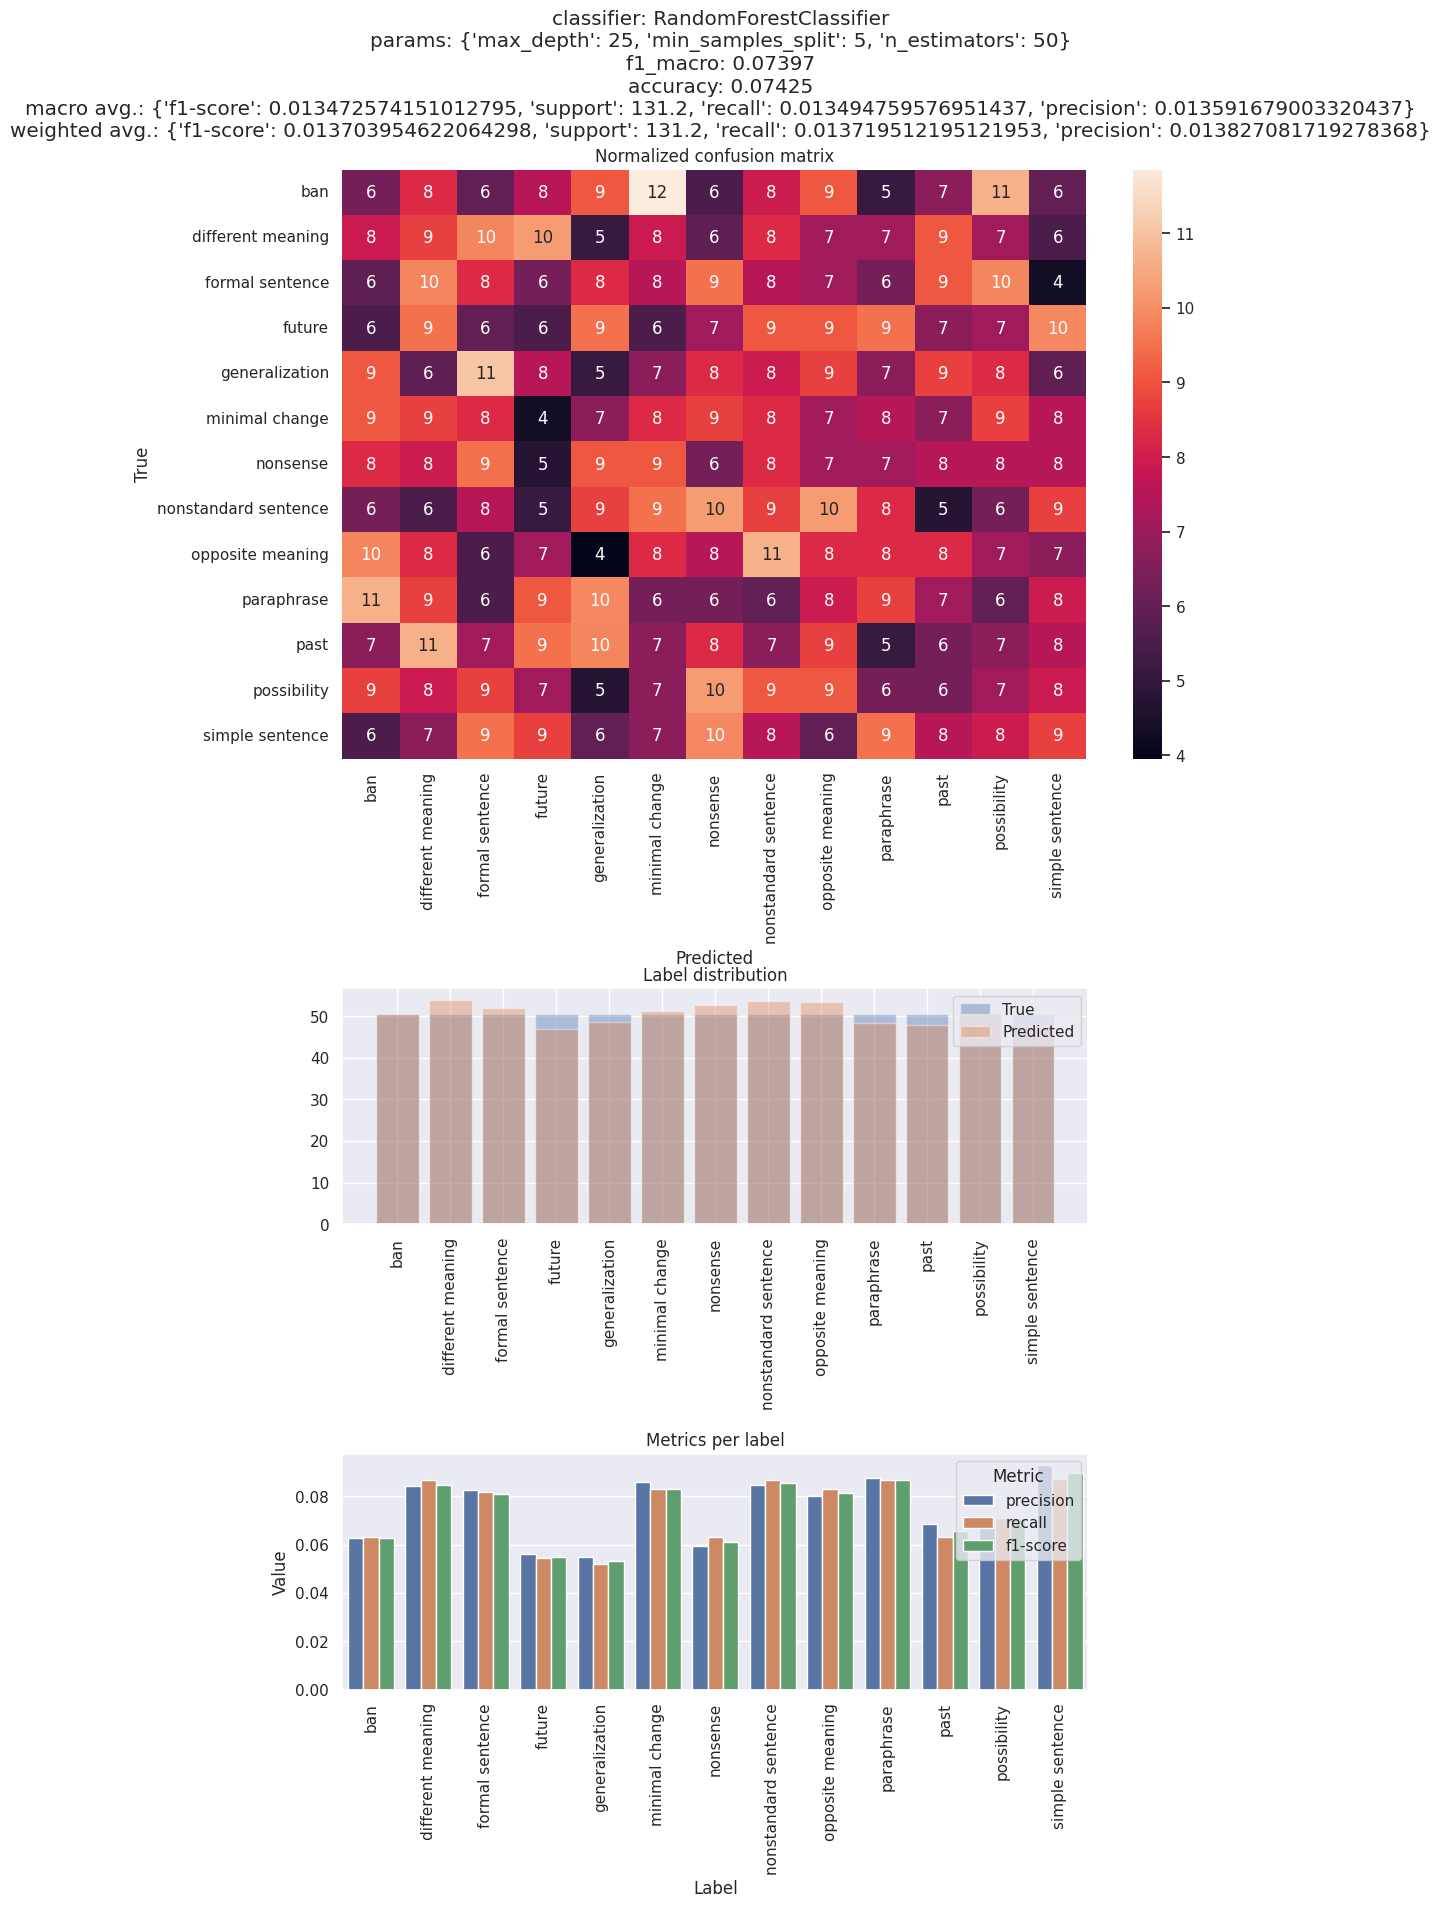 classifier: RandomForestClassifier
params: {'max_depth': 25, 'min_samples_split': 5, 'n_estimators': 50}
f1_macro: 0.07397
accuracy: 0.07425
macro avg.: {'f1-score': 0.013472574151012795, 'support': 131.2, 'recall': 0.013494759576951437, 'precision': 0.013591679003320437}
weighted avg.: {'f1-score': 0.013703954622064298, 'support': 131.2, 'recall': 0.013719512195121953, 'precision': 0.013827081719278368}
Normalized confusion matrix
True
ban 6 8 6 8 9 12 6 8 9 5 7 11 6
different meaning 8 9 10 10 5 8 6 8 7 7 9 7 6
formal sentence 6 10 8 6 8 8 9 8 7 6 9 10 4
future 6 9 6 6 9 6 7 9 9 9 7 7 10
generalization 9 6 11 8 5 7 8 8 9 7 9 8 6
minimal change 9 9 8 4 7 8 9 8 7 8 7 9 8
nonsense 8 8 9 5 9 9 6 8 7 7 8 8 8
nonstandard sentence 6 6 8 5 9 9 10 9 10 8 5 6 9
opposite meaning 10 8 6 7 4 8 8 11 8 8 8 7 7
paraphrase 11 9 6 9 10 6 6 6 8 9 7 6 8
past 7 11 7 9 10 7 8 7 9 5 6 7 8
possibility 9 8 9 7 5 7 10 9 9 6 6 7 8
simple sentence 6 7 9 9 6 7 10 8 6 9 8 8 9
ban
different meaning
formal sentence
future
generalization
minimal change
nonsense
nonstandard sentence
opposite meaning
paraphrase
past
possibility
simple sentence
Predicted
11
10
9
8
7
6
5
4
Label distribution
True
Predicted
50
40
30
20
10
0
ban
different meaning
formal sentence
future
generalization
minimal change
nonsense
nonstandard sentence
opposite meaning
paraphrase
past
possibility
simple sentence
Metrics per label
Metric
precision
recall
f1-score
Value
0.08
0.06
0.04
0.02
0.00
ban
different meaning
formal sentence
future
generalization
minimal change
nonsense
nonstandard sentence
opposite meaning
paraphrase
past
possibility
simple sentence
Label